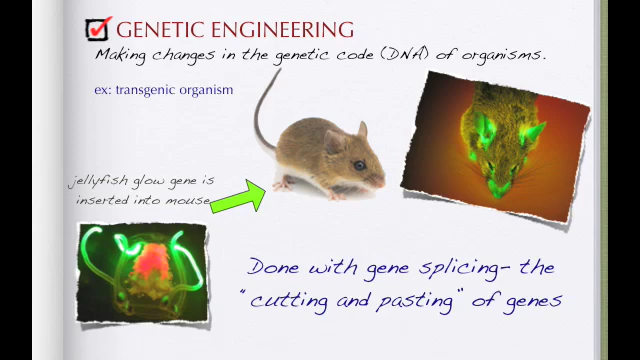 GENETIC ENGINEERING
Making changes in the genetic code (DNA) of organisms.
ex: transgenic organism
jellyfish glow gene is
inserted into mouse
Done with gene splicing- the
"cutting and pasting" of genes